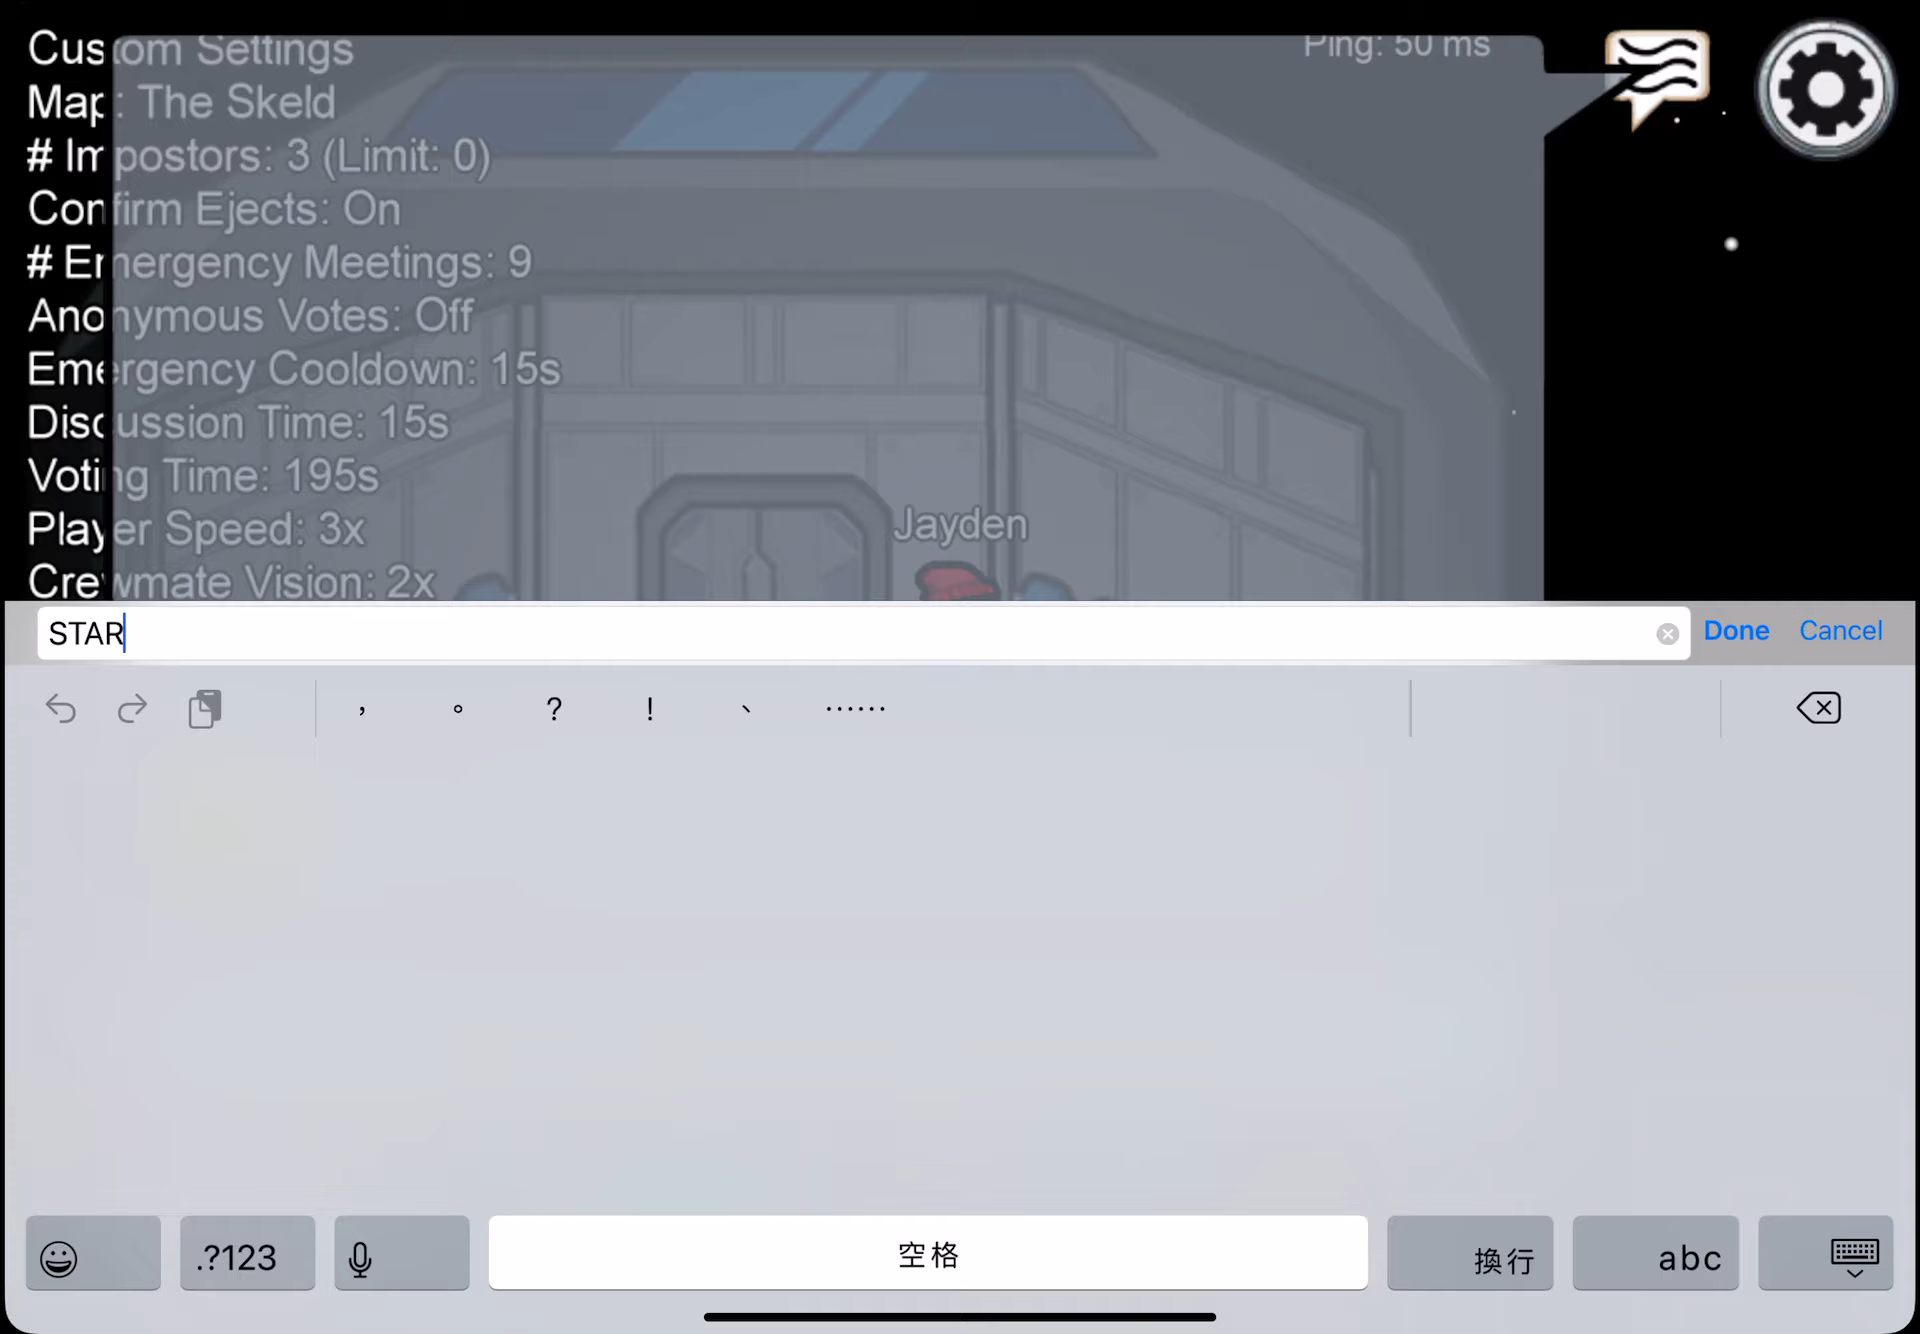 Custom Settings
Ping: 50 ms
Map: The Skeld
# Impostors: 3 (Limit: 0)
Confirm Ejects: On
# Emergency Meetings: 9
Anonymous Votes: Off
Emergency Cooldown: 15s
Discussion Time: 15s
Voting Time: 195s
Player Speed: 3x
Jayden
Crewmate Vision: 2x
STAR
Done Cancel
， 。 ? ! 、 ……
.?123 空格 換行 abc